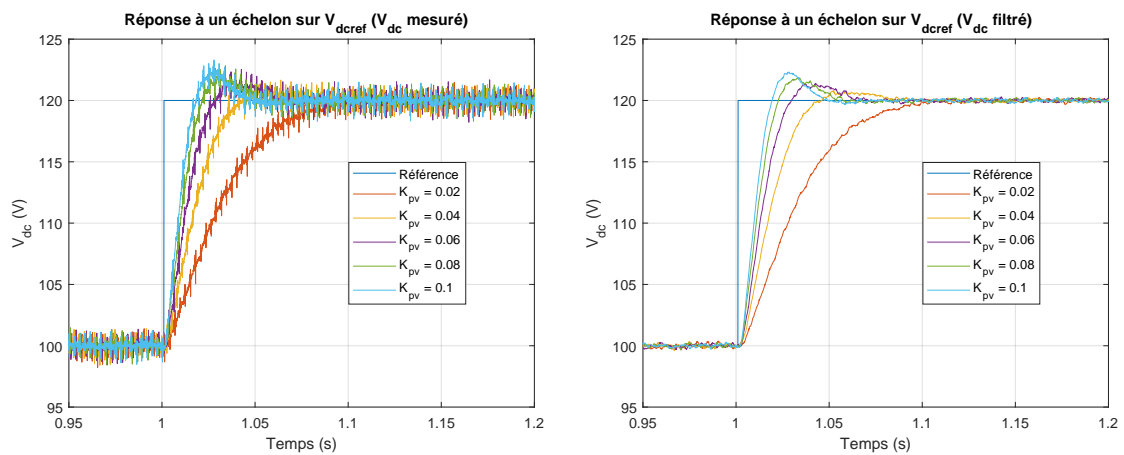 Réponse à un échelon sur V_dcref (V_dc mesuré)
125
120
115
110
105
100
95
V_dc (V)
0.95
1
1.05
1.1
1.15
1.2
Temps (s)
Référence
K_pv = 0.02
K_pv = 0.04
K_pv = 0.06
K_pv = 0.08
K_pv = 0.1
Réponse à un échelon sur V_dcref (V_dc filtré)
125
120
115
110
105
100
95
V_dc (V)
0.95
1
1.05
1.1
1.15
1.2
Temps (s)
Référence
K_pv = 0.02
K_pv = 0.04
K_pv = 0.06
K_pv = 0.08
K_pv = 0.1